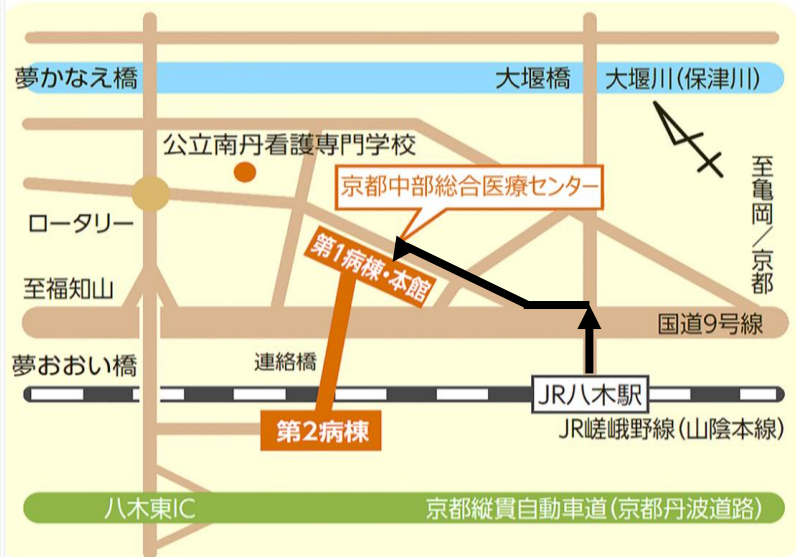 夢かなえ橋
大堰橋
大堰川(保津川)
公立南丹看護専門学校
京都中部総合医療センター
至亀岡/京都
ロータリー
第1病棟・本館
至福知山
国道9号線
夢おおい橋
連絡橋
JR八木駅
第2病棟
JR嵯峨野線(山陰本線)
八木東IC
京都縦貫自動車道(京都丹波道路)